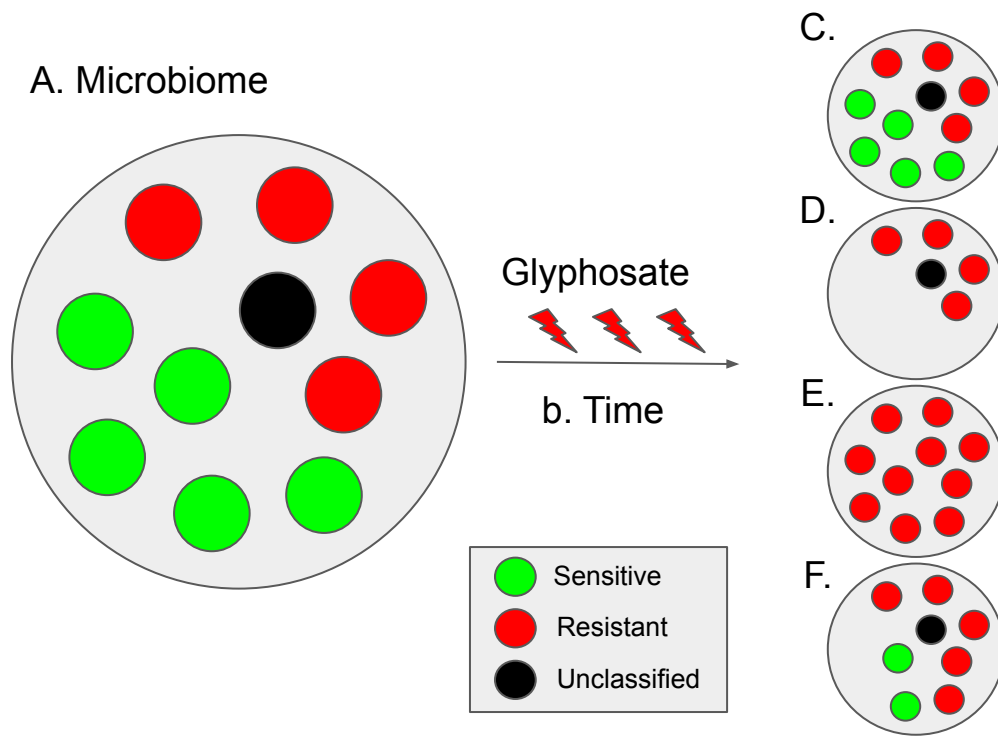 A. Microbiome
Glyphosate
b. Time
Sensitive
Resistant
Unclassified
C.
D.
E.
F.